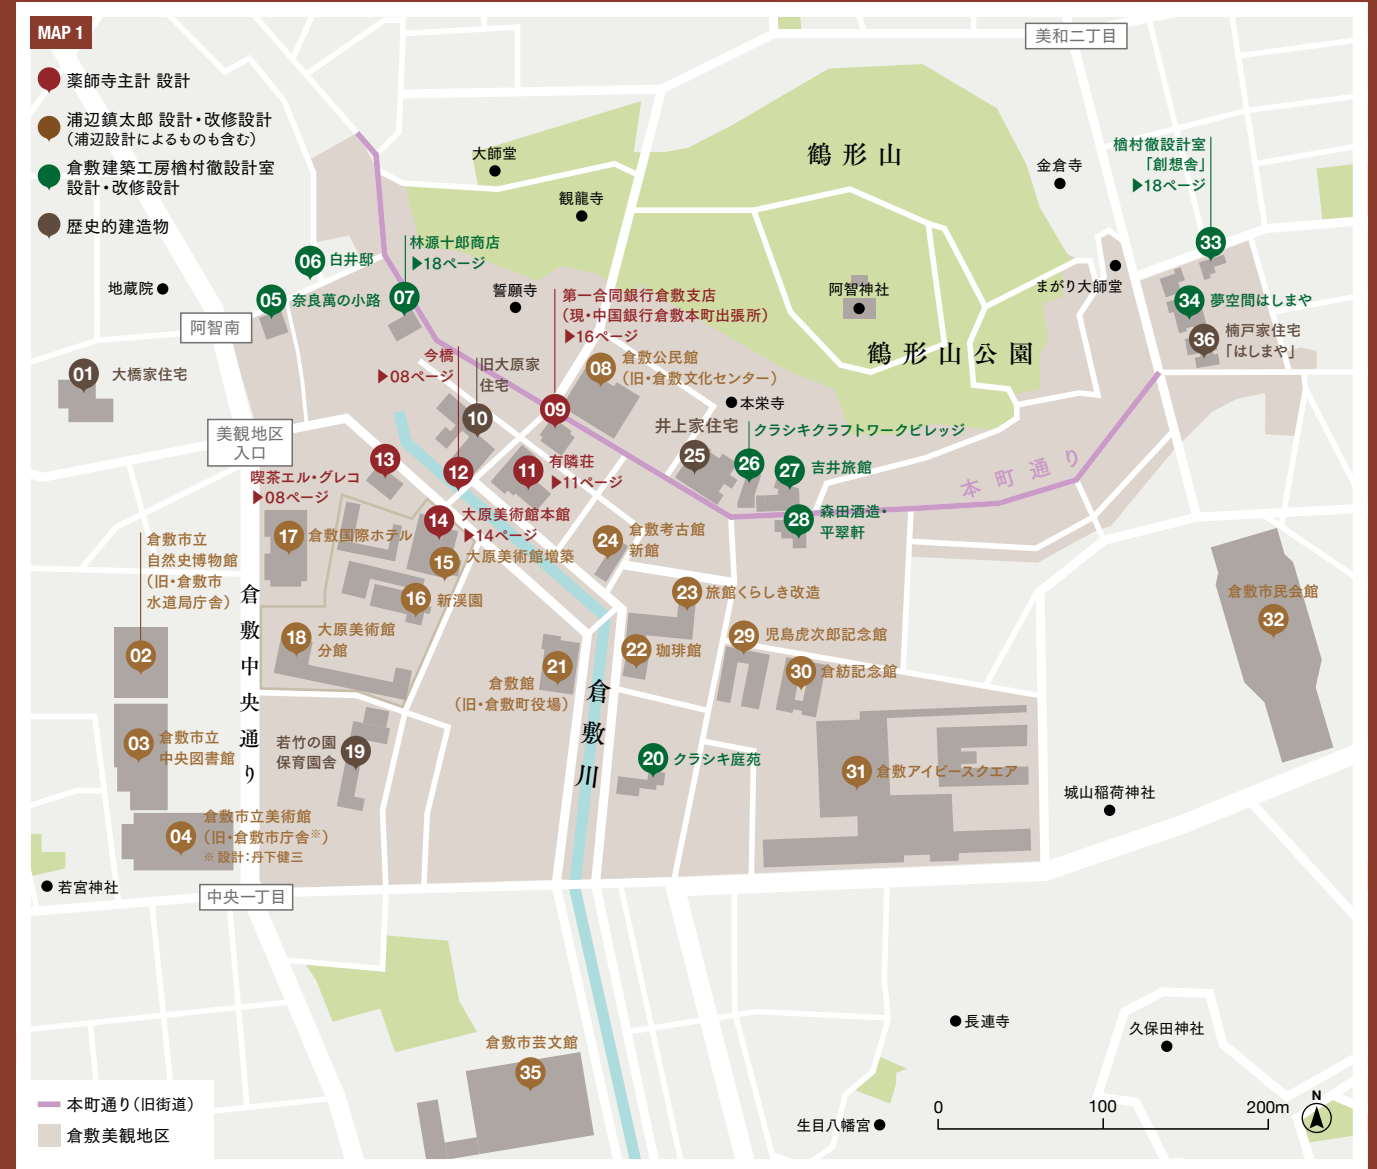 MAP 1
薬師寺主計 設計
浦辺鎮太郎 設計・改修設計
（浦辺設計によるものも含む）
倉敷建築工房楢村徹設計室
設計・改修設計
歴史的建造物
美和二丁目
大師堂
観龍寺
鶴形山
金倉寺
楢村徹設計室
「創想舎」
▶18ページ
33
まがり大師堂
34
夢空間はしまや
36
楠戸家住宅
「はしまや」
阿智神社
鶴形山公園
地蔵院
06
白井邸
05
奈良萬の小路
林源十郎商店
▶18ページ
07
誓願寺
阿智南
第一合同銀行倉敷支店
（現・中国銀行倉敷本町出張所）
▶16ページ
09
01
大橋家住宅
今橋
▶08ページ
12
旧大原家
住宅
10
08
倉敷公民館
（旧・倉敷文化センター）
本栄寺
美観地区
入口
13
喫茶エル・グレコ
▶08ページ
11
有隣荘
▶11ページ
井上家住宅
25
クラシキクラフトワークビレッジ
26
27
吉井旅館
28
森田酒造・
平翠軒
本町通り
14
大原美術館本館
▶14ページ
17
倉敷国際ホテル
15
大原美術館増築
16
新渓園
18
大原美術館
分館
24
倉敷考古館
新館
23
旅館くらしき改造
22
珈琲館
29
児島虎次郎記念館
30
倉紡記念館
倉敷市民会館
32
倉敷市立
自然史博物館
（旧・倉敷市
水道局庁舎）
02
倉敷中央通り
03
倉敷市立
中央図書館
04
倉敷市立美術館
（旧・倉敷市庁舎※）
※設計：丹下健三
若竹の園
保育園舎
19
21
倉敷館
（旧・倉敷町役場）
倉敷川
20
クラシキ庭苑
31
倉敷アイビースクエア
城山稲荷神社
若宮神社
中央一丁目
倉敷市芸文館
35
長連寺
久保田神社
生目八幡宮
本町通り（旧街道）
倉敷美観地区
0
100
200m
N